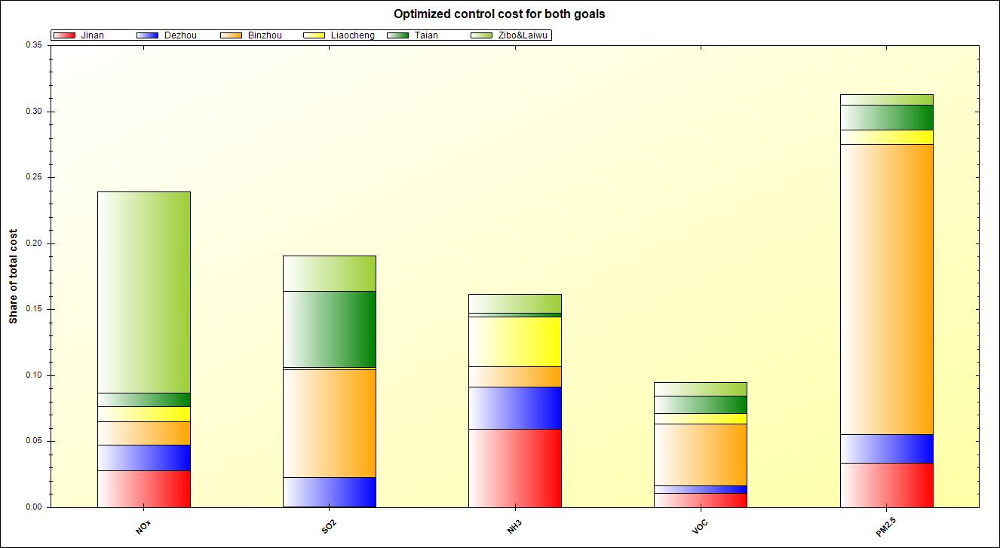 Optimized control cost for both goals
Jinan Dezhou Binzhou Liaocheng Taian Zibo&Laiwu
0.35
0.30
0.25
0.20
0.15
0.10
0.05
0.00
Share of total cost
NOx SO2 NH3 VOC PM2.5